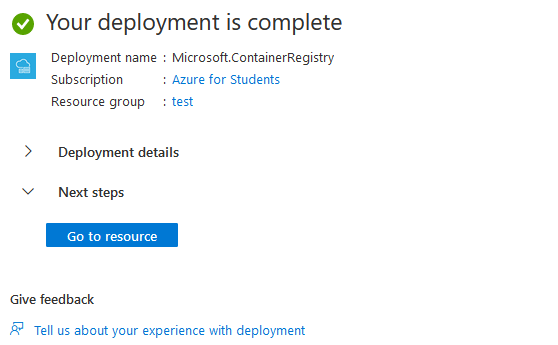 Your deployment is complete
Deployment name : Microsoft.ContainerRegistry
Subscription : Azure for Students
Resource group : test
Deployment details
Next steps
Go to resource
Give feedback
Tell us about your experience with deployment